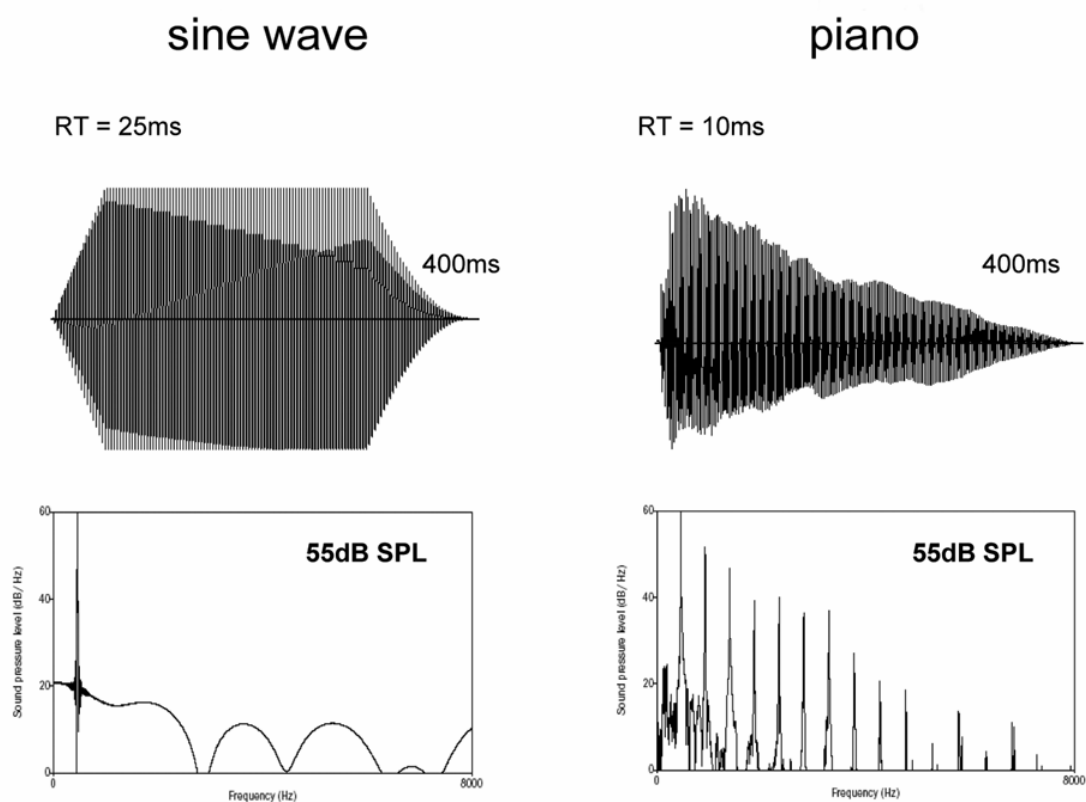 sine wave
RT = 25ms
400ms
60
40
20
0
Sound pressure level (dB/Hz)
55dB SPL
0
8000
Frequency (Hz)
piano
RT = 10ms
400ms
60
40
20
0
Sound pressure level (dB/Hz)
55dB SPL
0
8000
Frequency (Hz)